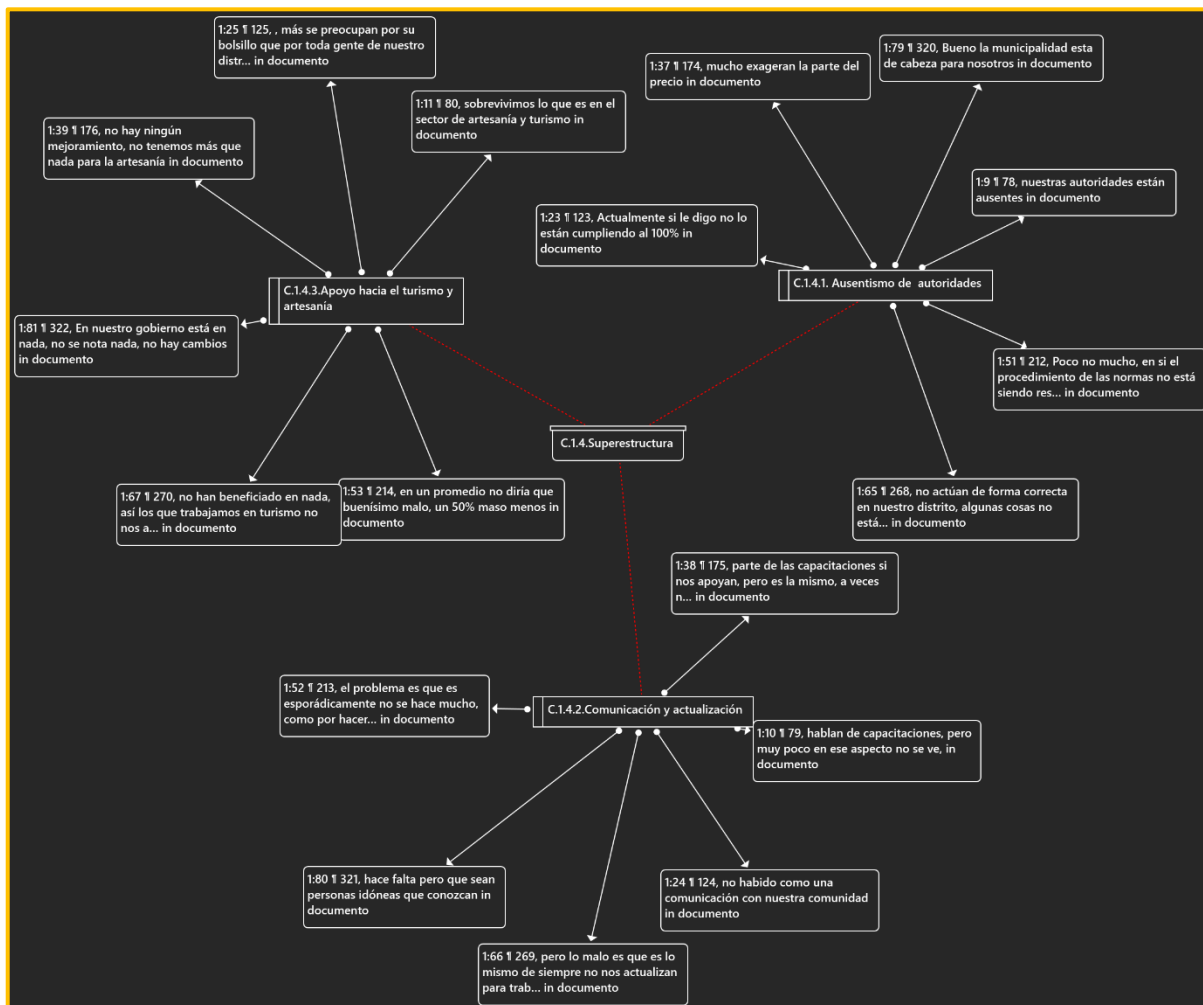 1:25 ¶ 125, , más se preocupan por su
bolsillo que por toda gente de nuestro
distr... in documento
1:11 ¶ 80, sobrevivimos lo que es en el
sector de artesanía y turismo in
documento
1:39 ¶ 176, no hay ningún
mejoramiento, no tenemos más que
nada para la artesanía in documento
C.1.4.3.Apoyo hacia el turismo y
artesanía
1:81 ¶ 322, En nuestro gobierno está en
nada, no se nota nada, no hay cambios
in documento
1:67 ¶ 270, no han beneficiado en nada,
así los que trabajamos en turismo no
nos a... in documento
1:53 ¶ 214, en un promedio no diría que
buenísimo malo, un 50% maso menos in
documento
1:37 ¶ 174, mucho exageran la parte del
precio in documento
1:79 ¶ 320, Bueno la municipalidad esta
de cabeza para nosotros in documento
1:9 ¶ 78, nuestras autoridades están
ausentes in documento
1:23 ¶ 123, Actualmente si le digo no lo
están cumpliendo al 100% in
documento
C.1.4.1. Ausentismo de autoridades
1:51 ¶ 212, Poco no mucho, en si el
procedimiento de las normas no está
siendo res... in documento
1:65 ¶ 268, no actúan de forma correcta
en nuestro distrito, algunas cosas no
está... in documento
C.1.4.Superestructura
1:38 ¶ 175, parte de las capacitaciones si
nos apoyan, pero es la mismo, a veces
n... in documento
1:52 ¶ 213, el problema es que es
esporádicamente no se hace mucho,
como por hacer... in documento
C.1.4.2.Comunicación y actualización
1:10 ¶ 79, hablan de capacitaciones, pero
muy poco en ese aspecto no se ve, in
documento
1:80 ¶ 321, hace falta pero que sean
personas idóneas que conozcan in
documento
1:24 ¶ 124, no habido como una
comunicación con nuestra comunidad
in documento
1:66 ¶ 269, pero lo malo es que es lo
mismo de siempre no nos actualizan
para trab... in documento